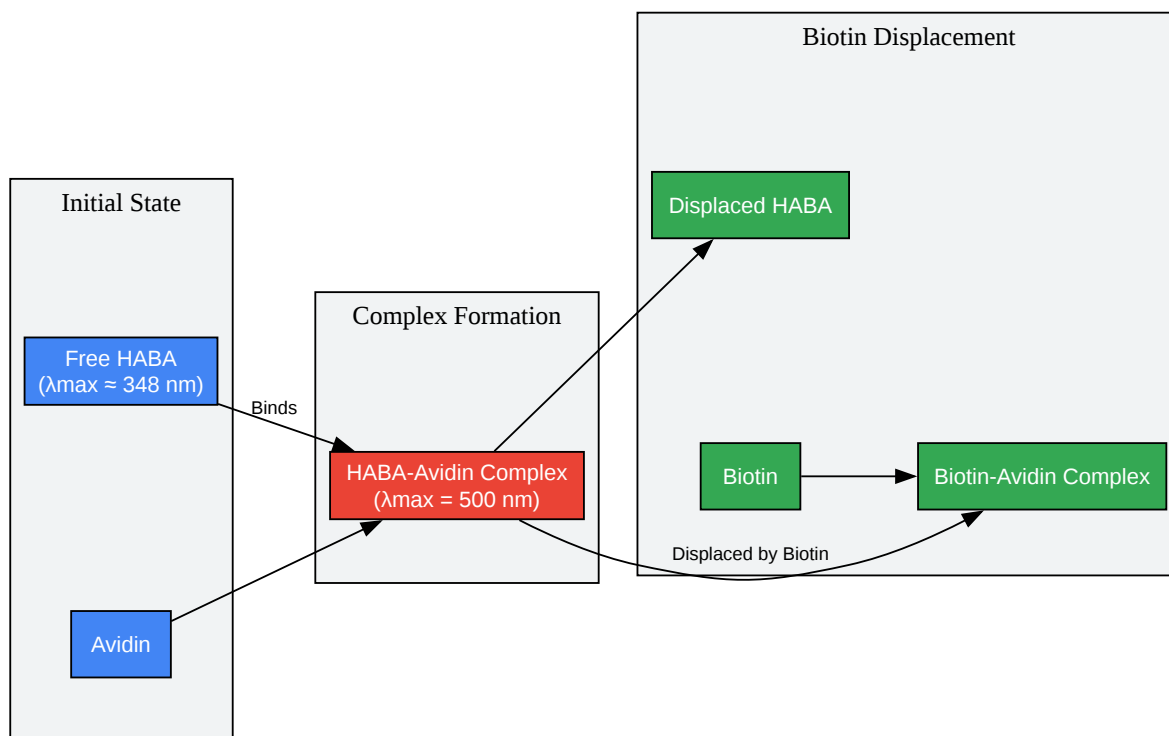 Initial State
Free HABA
(λmax ≈ 348 nm)
Avidin
Binds
Complex Formation
HABA-Avidin Complex
(λmax = 500 nm)
Biotin Displacement
Displaced HABA
Biotin
Biotin-Avidin Complex
Displaced by Biotin